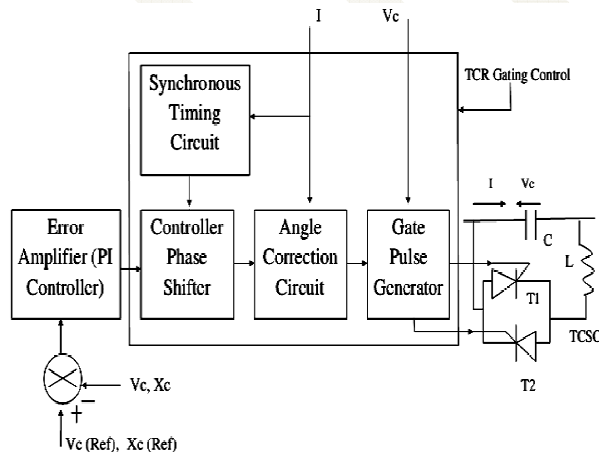 I
Vc
TCR Gating Control
Synchronous
Timing
Circuit
I
Vc
C
L
Error
Amplifier (PI
Controller)
Controller
Phase
Shifter
Angle
Correction
Circuit
Gate
Pulse
Generator
T1
TCSC
T2
Vc, Xc
Vc (Ref), Xc (Ref)